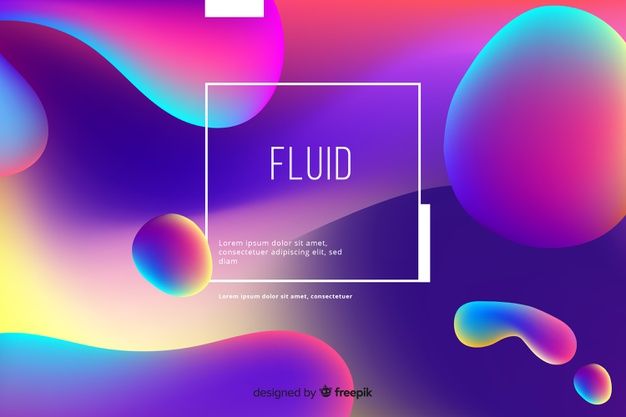 FLUID
Lorem ipsum dolor sit amet,
consectetuer adipiscing elit, sed
diam
Lorem ipsum dolor sit amet, consectetuer
designed by freepik